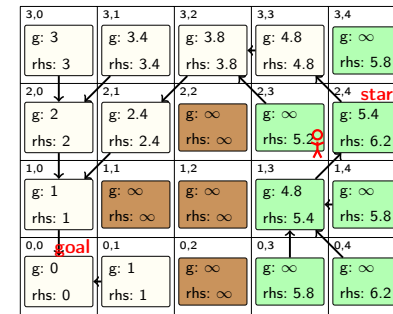 3,0 3,1 3,2 3,3 3,4
g: 3 g: 3.4 g: 3.8 g: 4.8 g: ∞
rhs: 3 rhs: 3.4 rhs: 3.8 rhs: 4.8 rhs: 5.8
2,0 2,1 2,2 2,3 2,4 star
g: 2 g: 2.4 g: ∞ g: ∞ g: 5.4
rhs: 2 rhs: 2.4 rhs: ∞ rhs: 5.2 rhs: 6.2
1,0 1,1 1,2 1,3 1,4
g: 1 g: ∞ g: ∞ g: 4.8 g: ∞
rhs: 1 rhs: ∞ rhs: ∞ rhs: 5.4 rhs: 5.8
0,0 goal 0,1 0,2 0,3 0,4
g: 0 g: 1 g: ∞ g: ∞ g: ∞
rhs: 0 rhs: 1 rhs: ∞ rhs: 5.8 rhs: 6.2